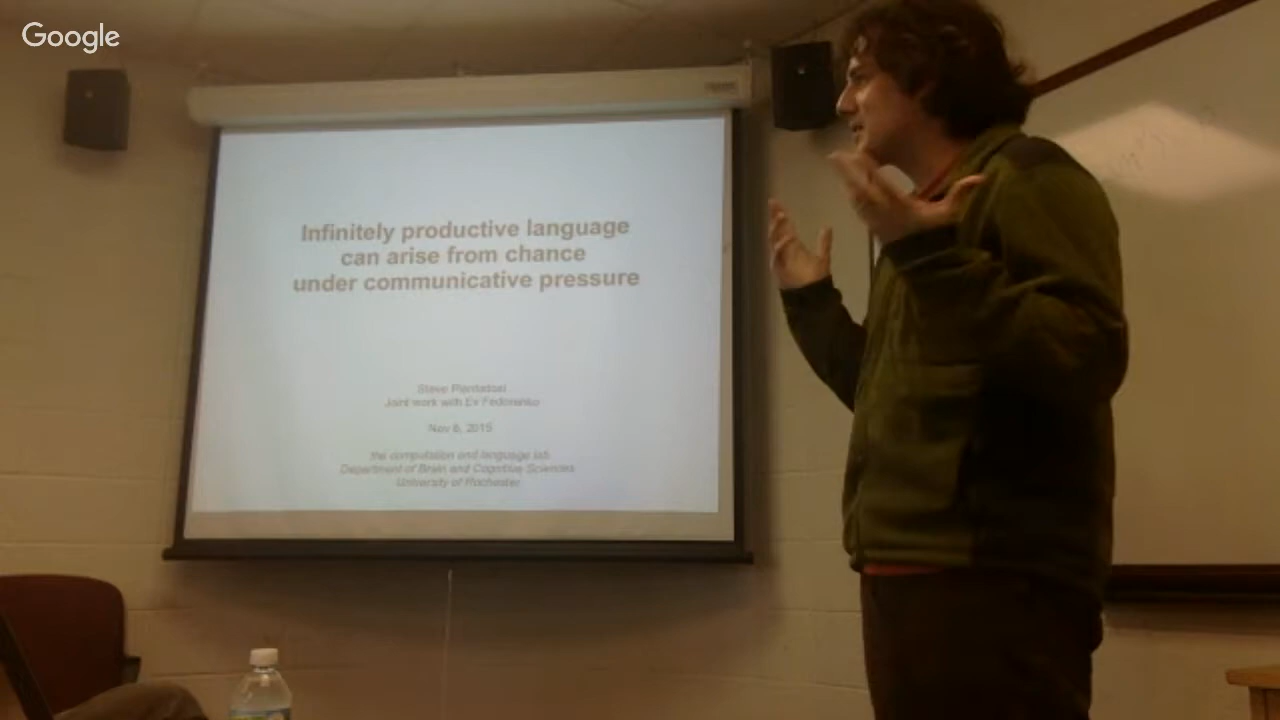 Google
Infinitely productive language
can arise from chance
under communicative pressure
Steve Piantadosi
Joint work with Ev Fedorenko
Nov 6, 2015
the computation and language lab
Department of Brain and Cognitive Sciences
University of Rochester